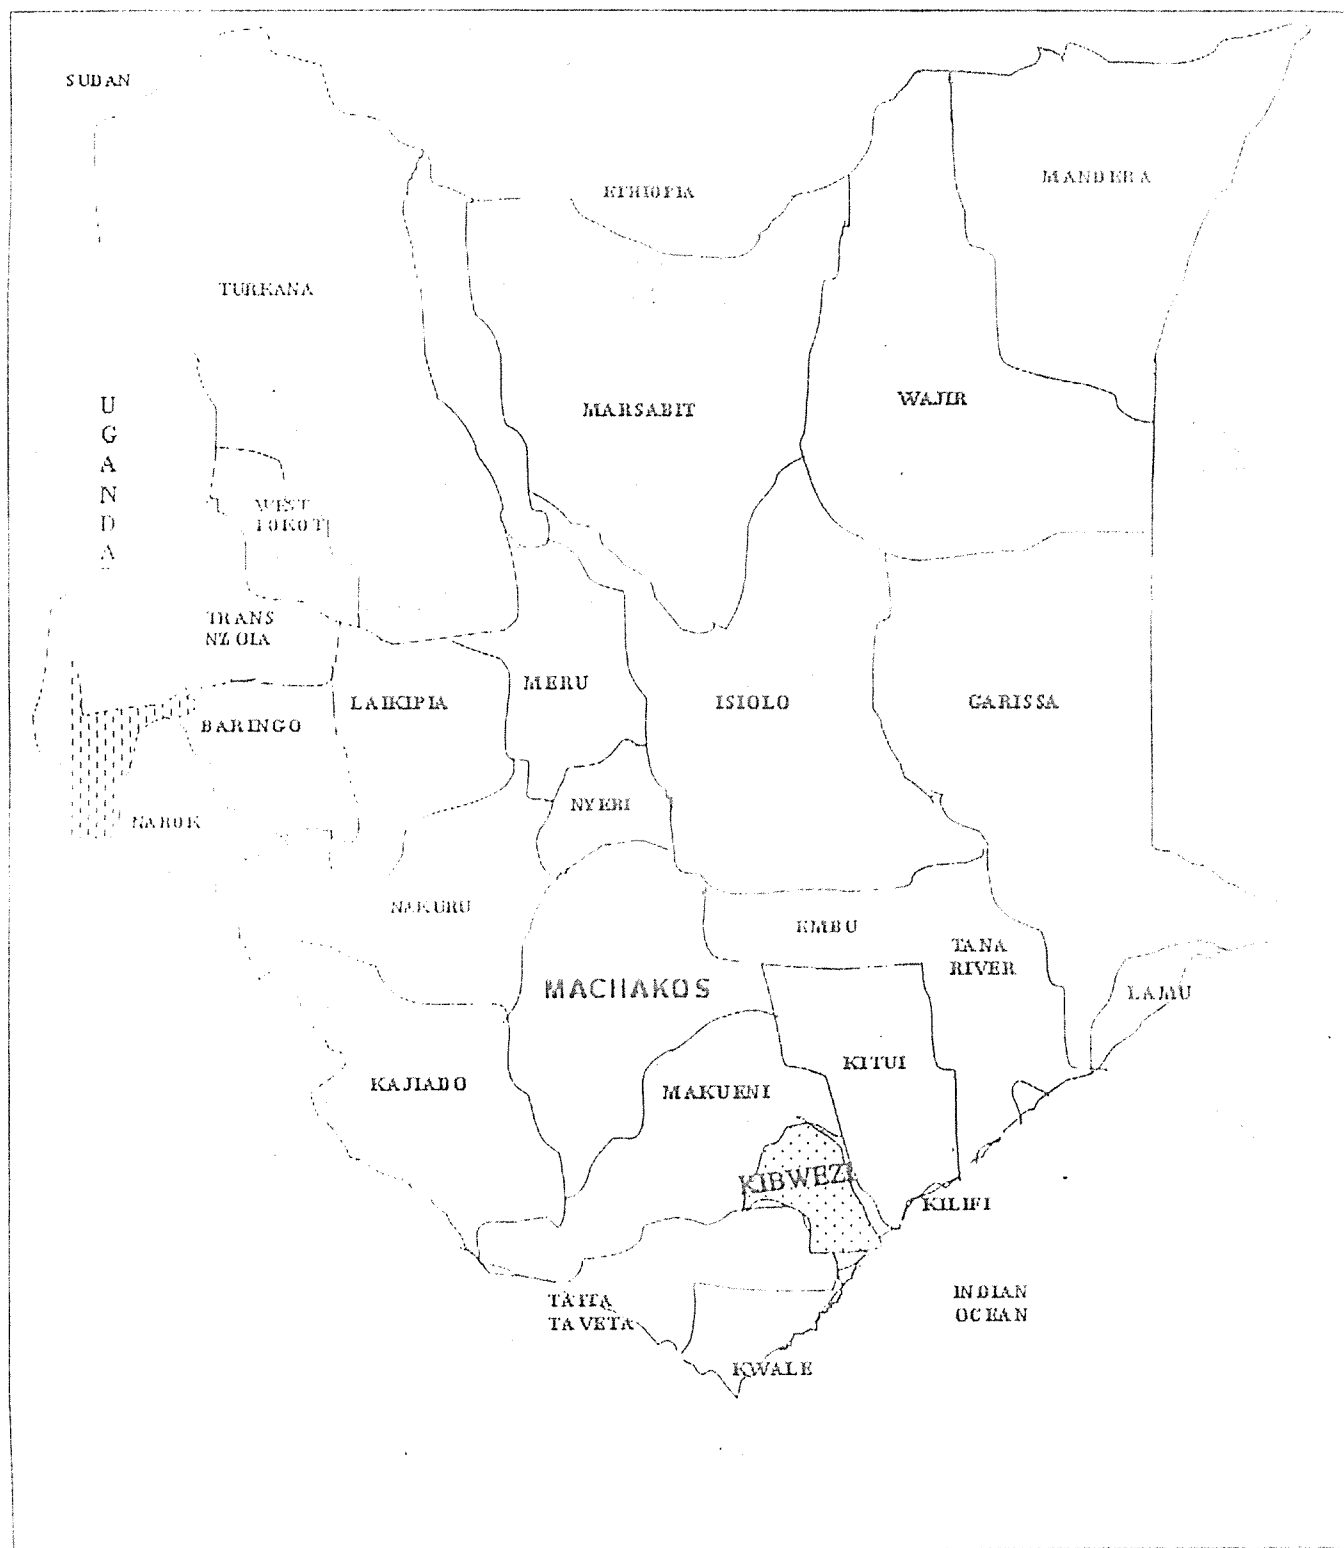 SUDAN
ETHIOPIA
MANDERA
TURKANA
UGANDA
MARSABIT
WAJIR
WEST
POKOT
TRANS
NZOIA
MERU
LAIKIPIA
ISIOLO
GARISSA
BARINGO
NYERI
NAROK
NAKURU
EMBU
TANA
RIVER
MACHAKOS
LAMU
KITUI
KAJIADO
MAKUENI
KIBWEZI
KILIFI
INDIAN
OCEAN
TAITA
TAVETA
KWALE